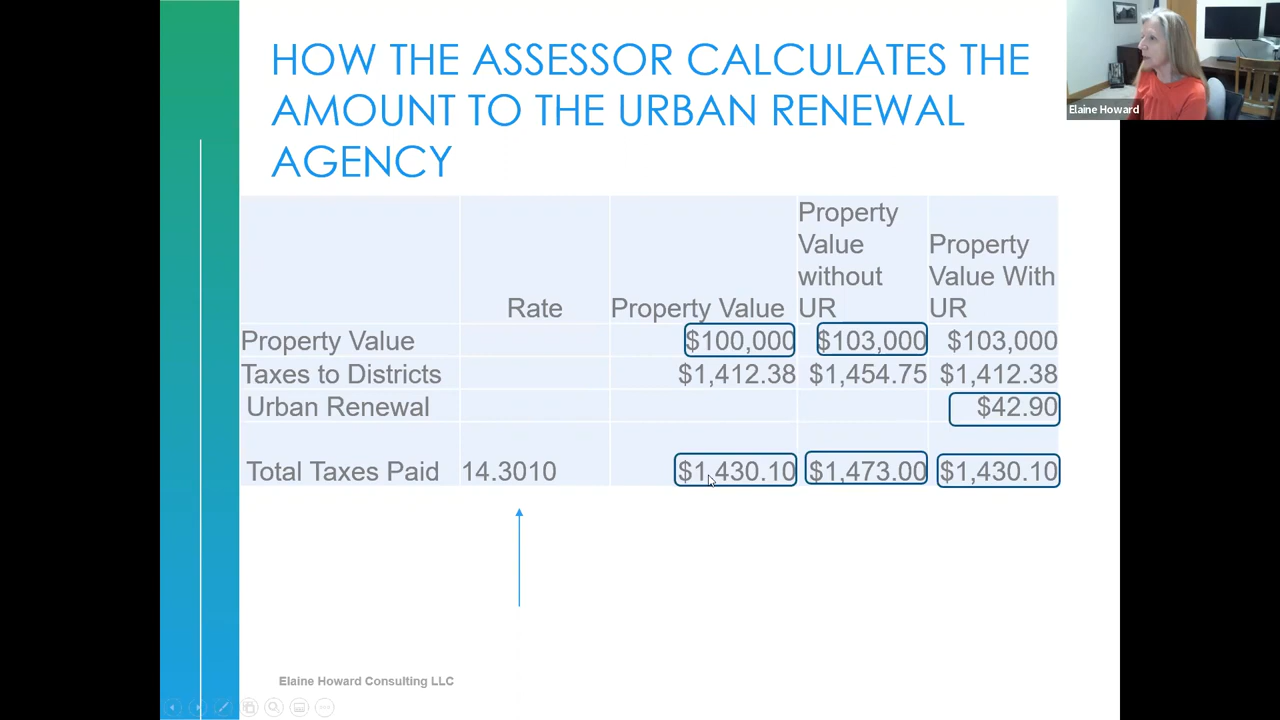 HOW THE ASSESSOR CALCULATES THE
AMOUNT TO THE URBAN RENEWAL
AGENCY
Elaine Howard
Rate
Property Value
Property
Value
without
UR
Property
Value With
UR
Property Value $100,000 $103,000 $103,000
Taxes to Districts $1,412.38 $1,454.75 $1,412.38
Urban Renewal $42.90
Total Taxes Paid 14.3010 $1,430.10 $1,473.00 $1,430.10
Elaine Howard Consulting LLC